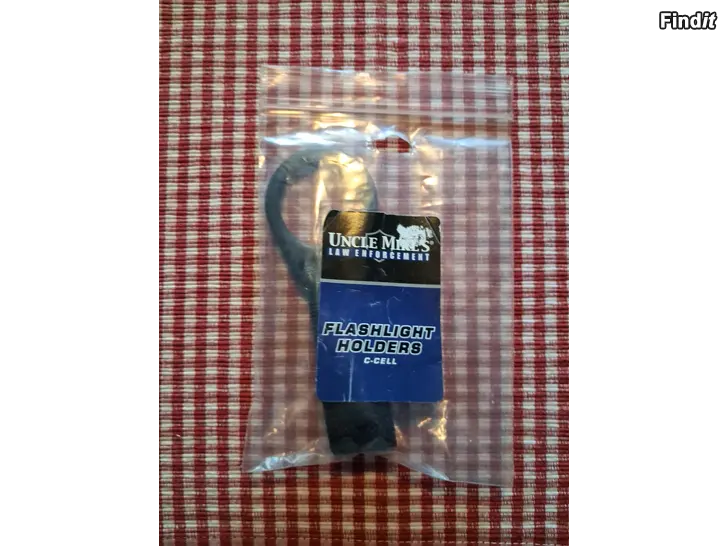 Findit
UNCLE MIKE'S®
LAW ENFORCEMENT
FLASHLIGHT
HOLDERS
C-CELL